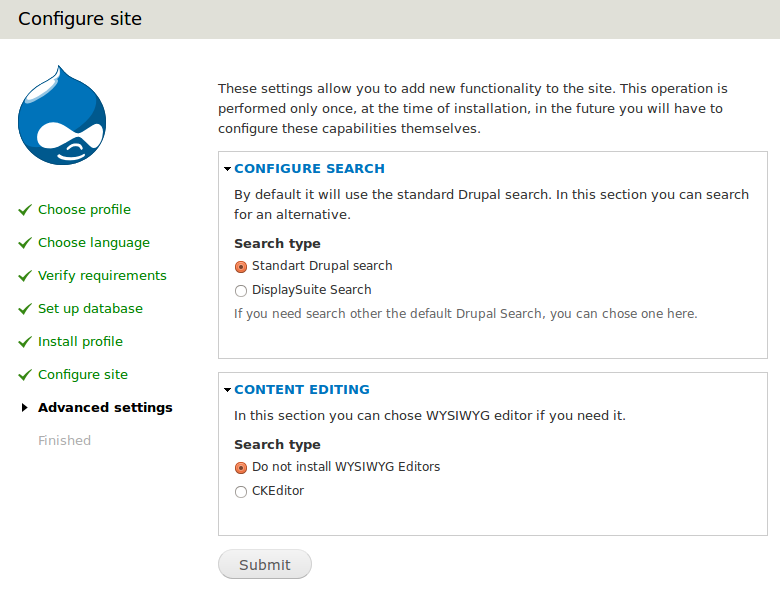 Configure site
These settings allow you to add new functionality to the site. This operation is
performed only once, at the time of installation, in the future you will have to
configure these capabilities themselves.
Choose profile
Choose language
Verify requirements
Set up database
Install profile
Configure site
Advanced settings
Finished
CONFIGURE SEARCH
By default it will use the standard Drupal search. In this section you can search
for an alternative.
Search type
Standart Drupal search
DisplaySuite Search
If you need search other the default Drupal Search, you can chose one here.
CONTENT EDITING
In this section you can chose WYSIWYG editor if you need it.
Search type
Do not install WYSIWYG Editors
CKEditor
Submit